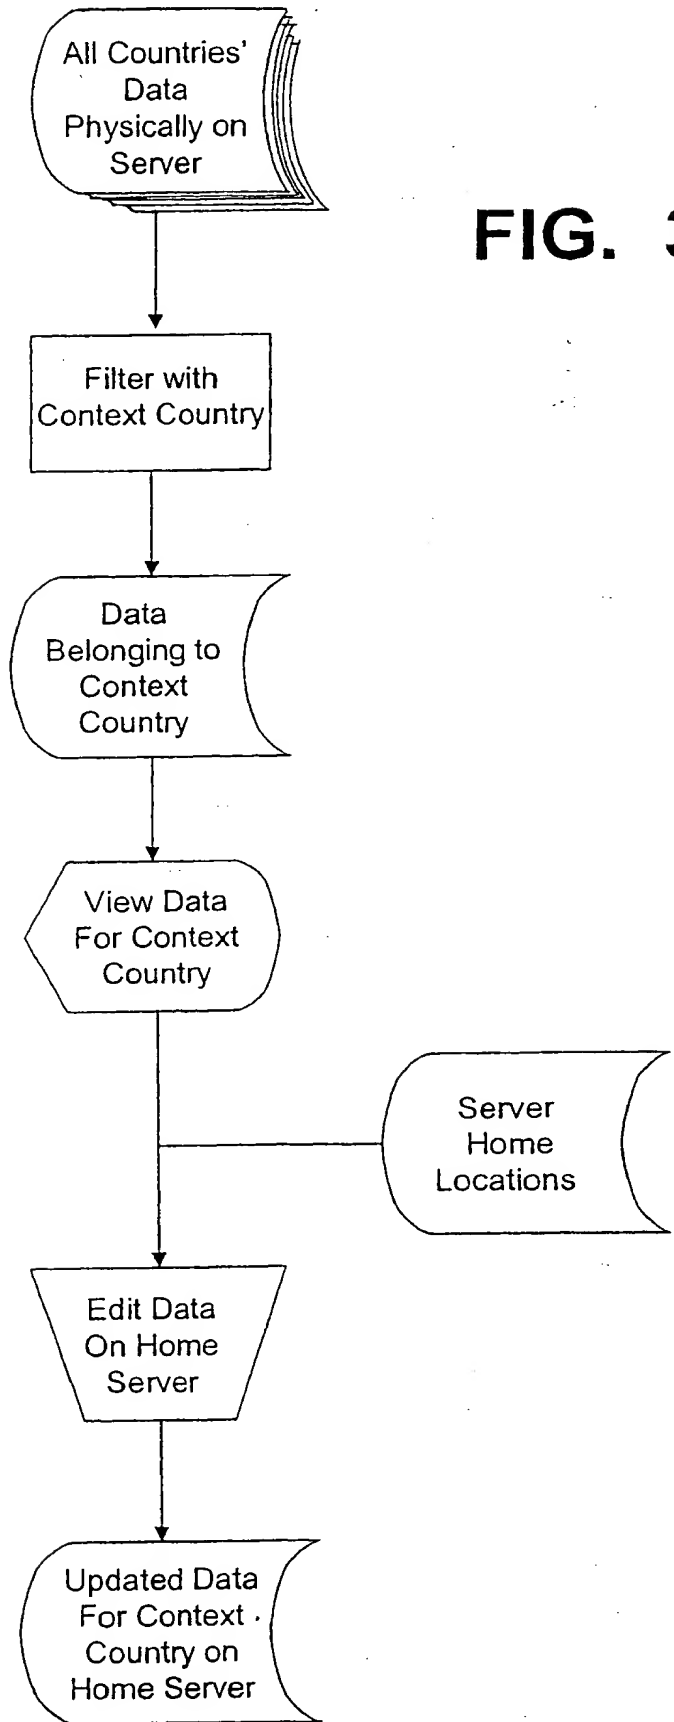 All Countries'
Data
Physically on
Server
FIG. 3
Filter with
Context Country
Data
Belonging to
Context
Country
View Data
For Context
Country
Server
Home
Locations
Edit Data
On Home
Server
Updated Data
For Context
Country on
Home Server